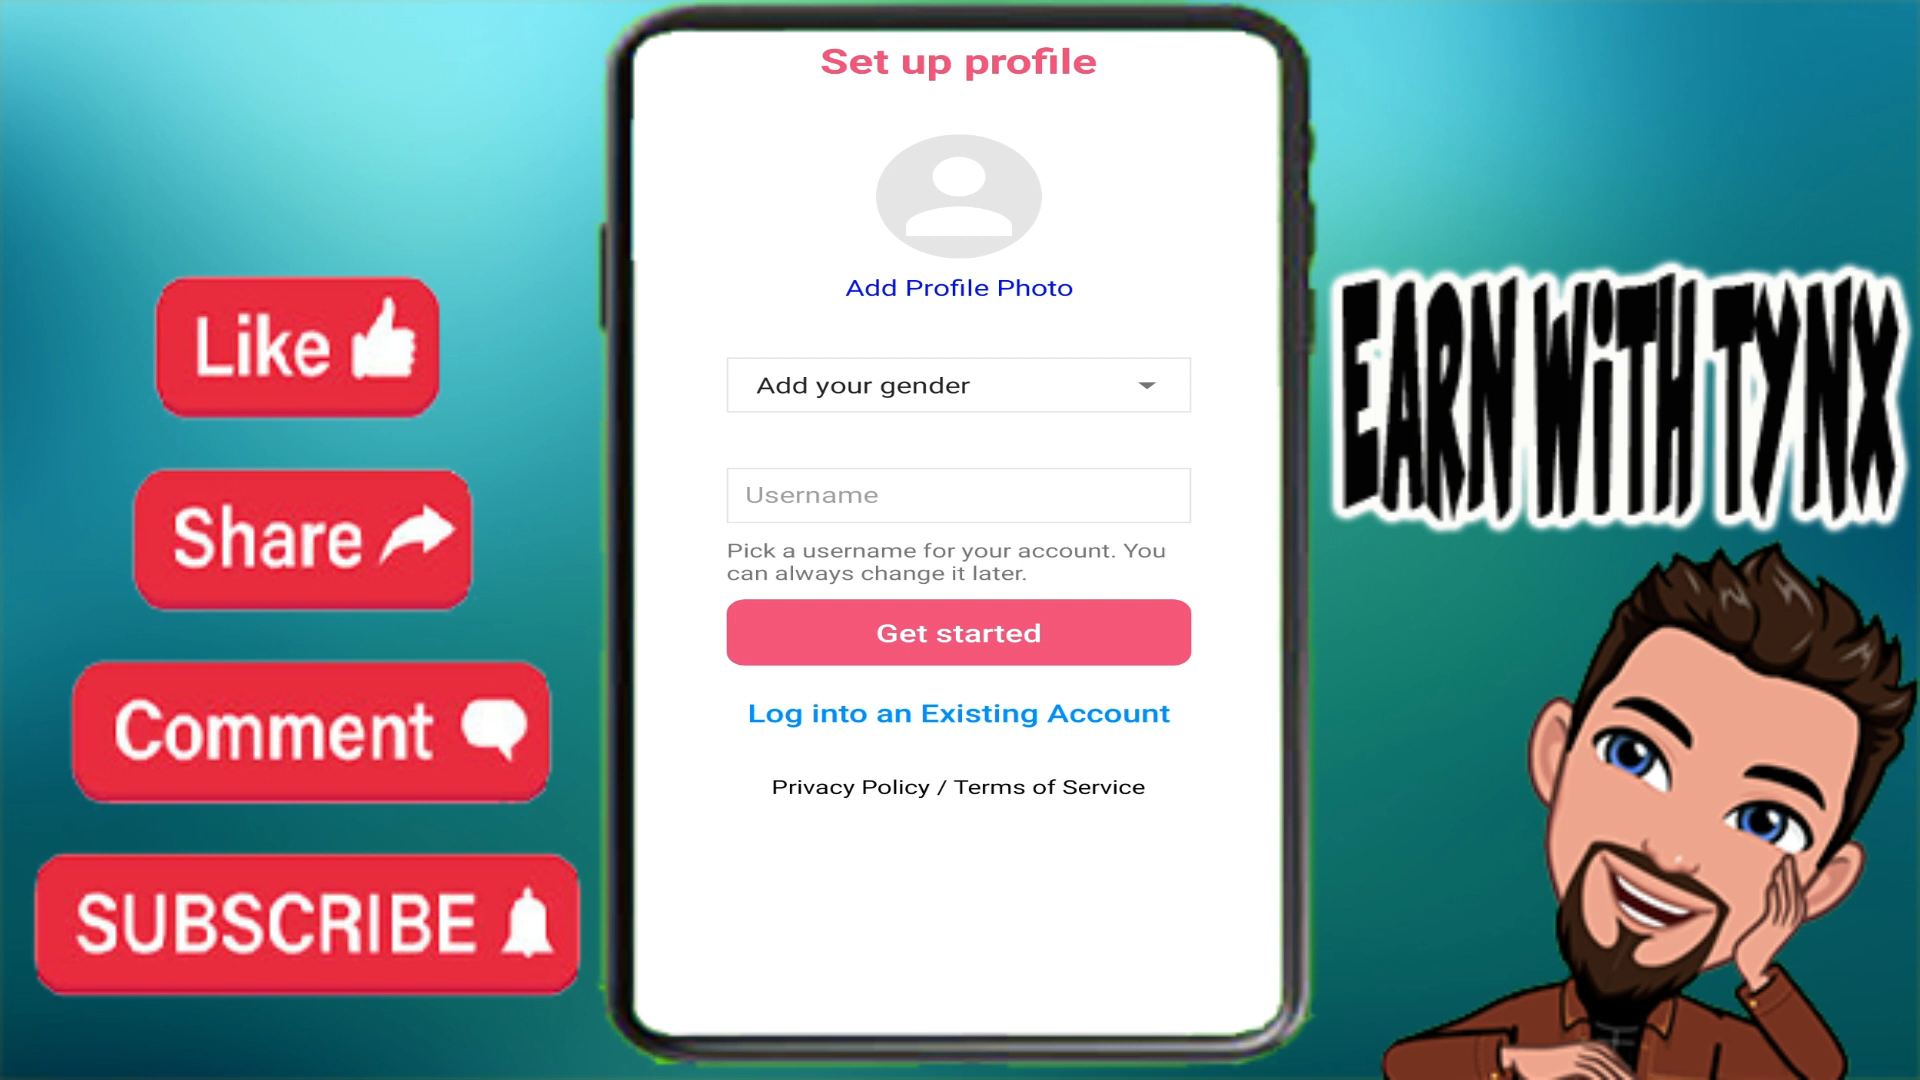 Set up profile
Add Profile Photo
Add your gender
Username
Pick a username for your account. You
can always change it later.
Get started
Log into an Existing Account
Privacy Policy / Terms of Service
Like
Share
Comment
SUBSCRIBE
EARN WiTH TYNX